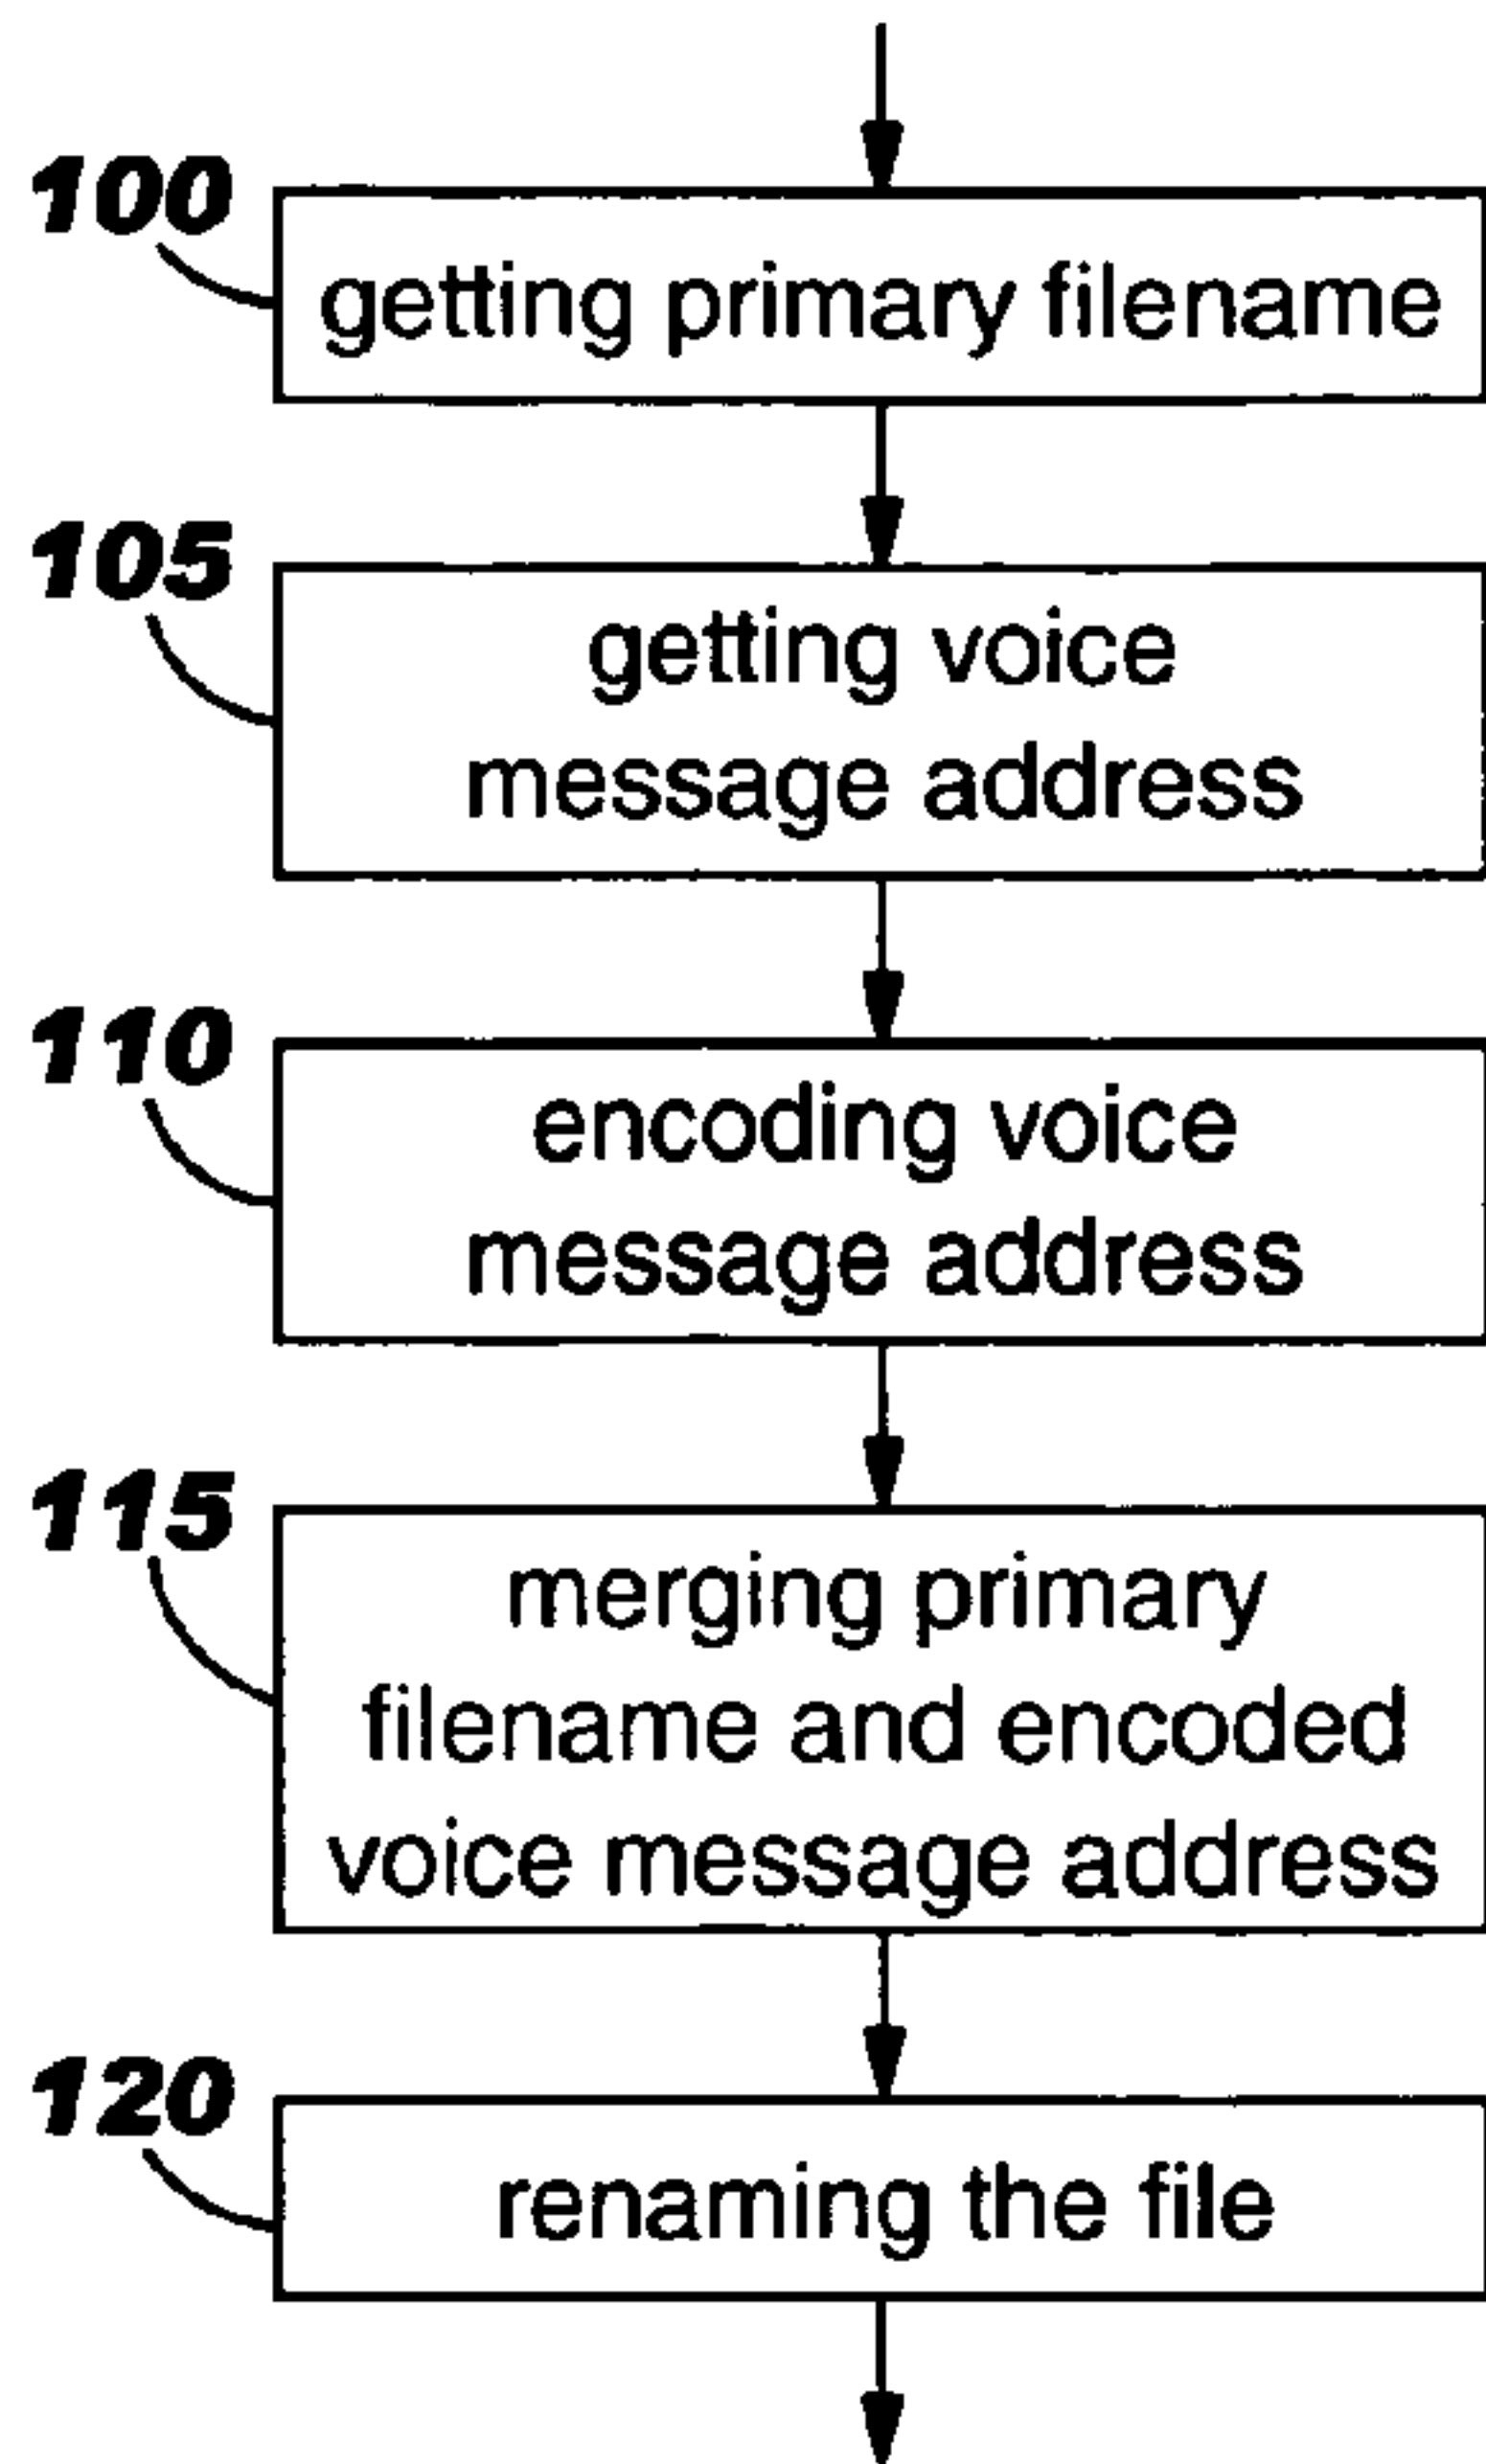 100
getting primary filename
105
getting voice
message address
110
encoding voice
message address
115
merging primary
filename and encoded
voice message address
120
renaming the file